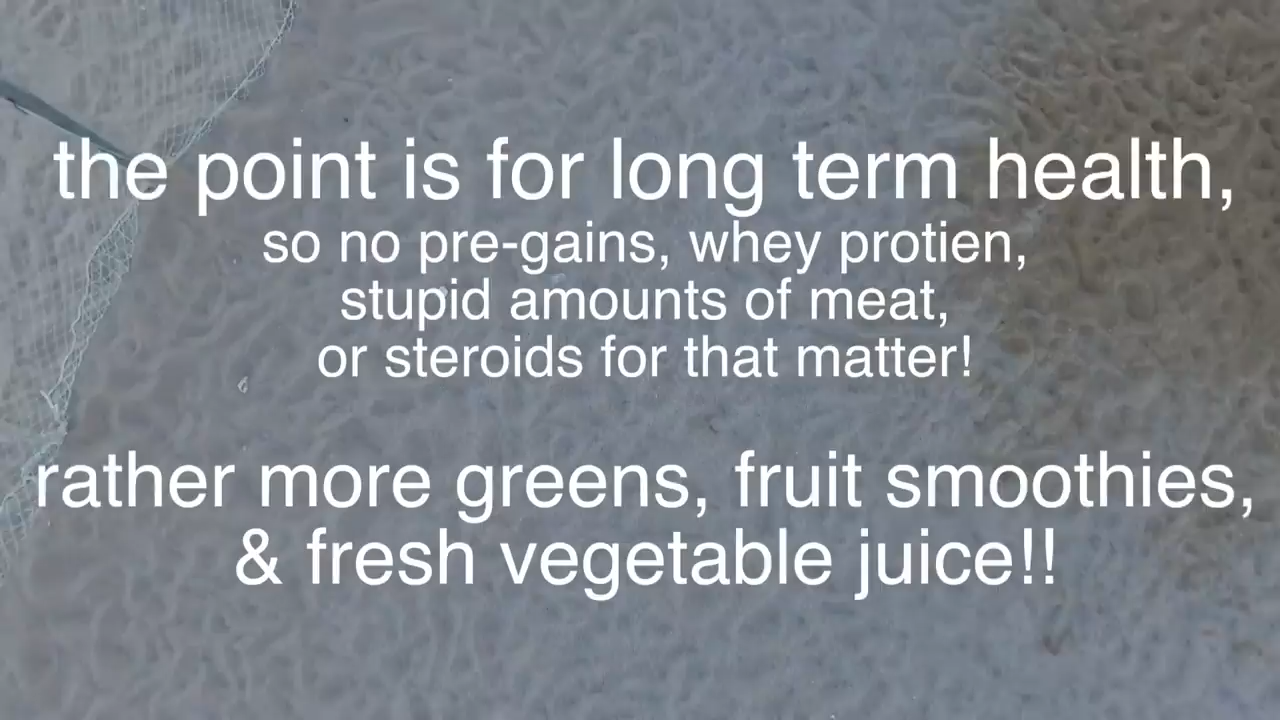 the point is for long term health,
so no pre-gains, whey protien,
stupid amounts of meat,
or steroids for that matter!
rather more greens, fruit smoothies,
& fresh vegetable juice!!